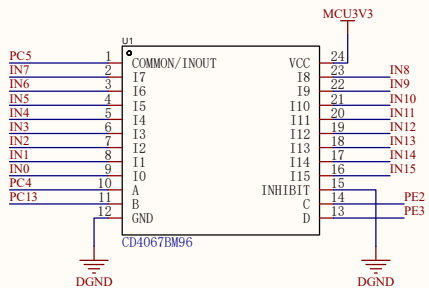 MCU3V3
U1
PC5 1 COMMON/INOUT VCC 24
IN7 2 I7 I8 23 IN8
IN6 3 I6 I9 22 IN9
IN5 4 I5 I10 21 IN10
IN4 5 I4 I11 20 IN11
IN3 6 I3 I12 19 IN12
IN2 7 I2 I13 18 IN13
IN1 8 I1 I14 17 IN14
IN0 9 I0 I15 16 IN15
PC4 10 A INHIBIT 15
PC13 11 B C 14 PE2
12 GND D 13 PE3
CD4067BM96
DGND DGND